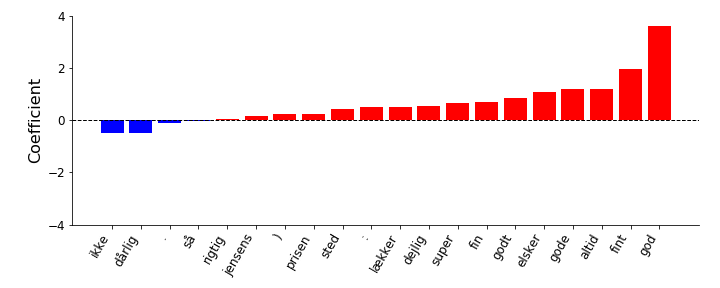 4
2
0
−2
−4
Coefficient
ikke
dårlig
.
så
rigtig
jensens
)
prisen
sted
:
lækker
dejlig
super
fin
godt
elsker
gode
altid
fint
god